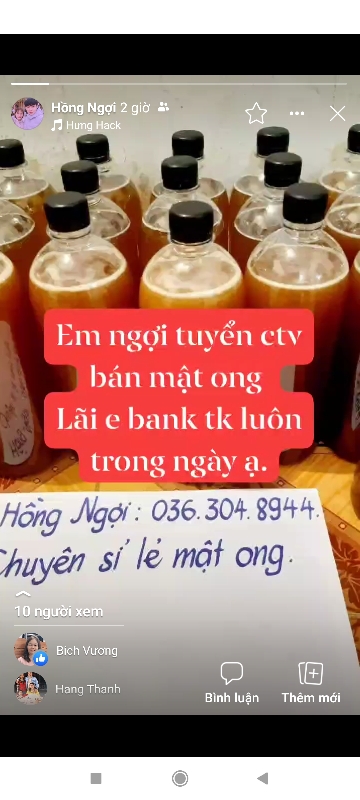 Hồng Ngợi 2 giờ
Hưng Hack
Em ngợi tuyển ctv
bán mật ong
Lãi e bank tk luôn
trong ngày ạ.
Hồng Ngợi: 036.304.8944.
Chuyên sỉ lẻ mật ong.
10 người xem
Bích Vương
Hang Thanh
Bình luận
Thêm mới